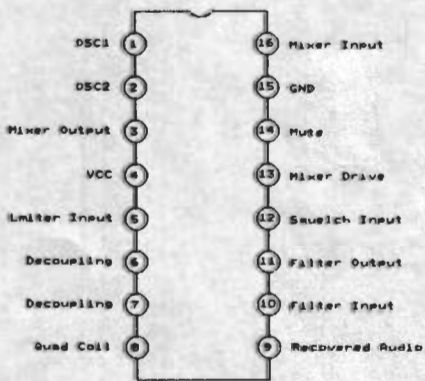 OSC1 1 16 Mixer Input
OSC2 2 15 GND
Mixer Output 3 14 Mute
VCC 4 13 Mixer Drive
Lmiter Input 5 12 Squelch Input
Decoupling 6 11 Filter Output
Decoupling 7 10 Filter Input
Quad Coil 8 9 Recovered Audio